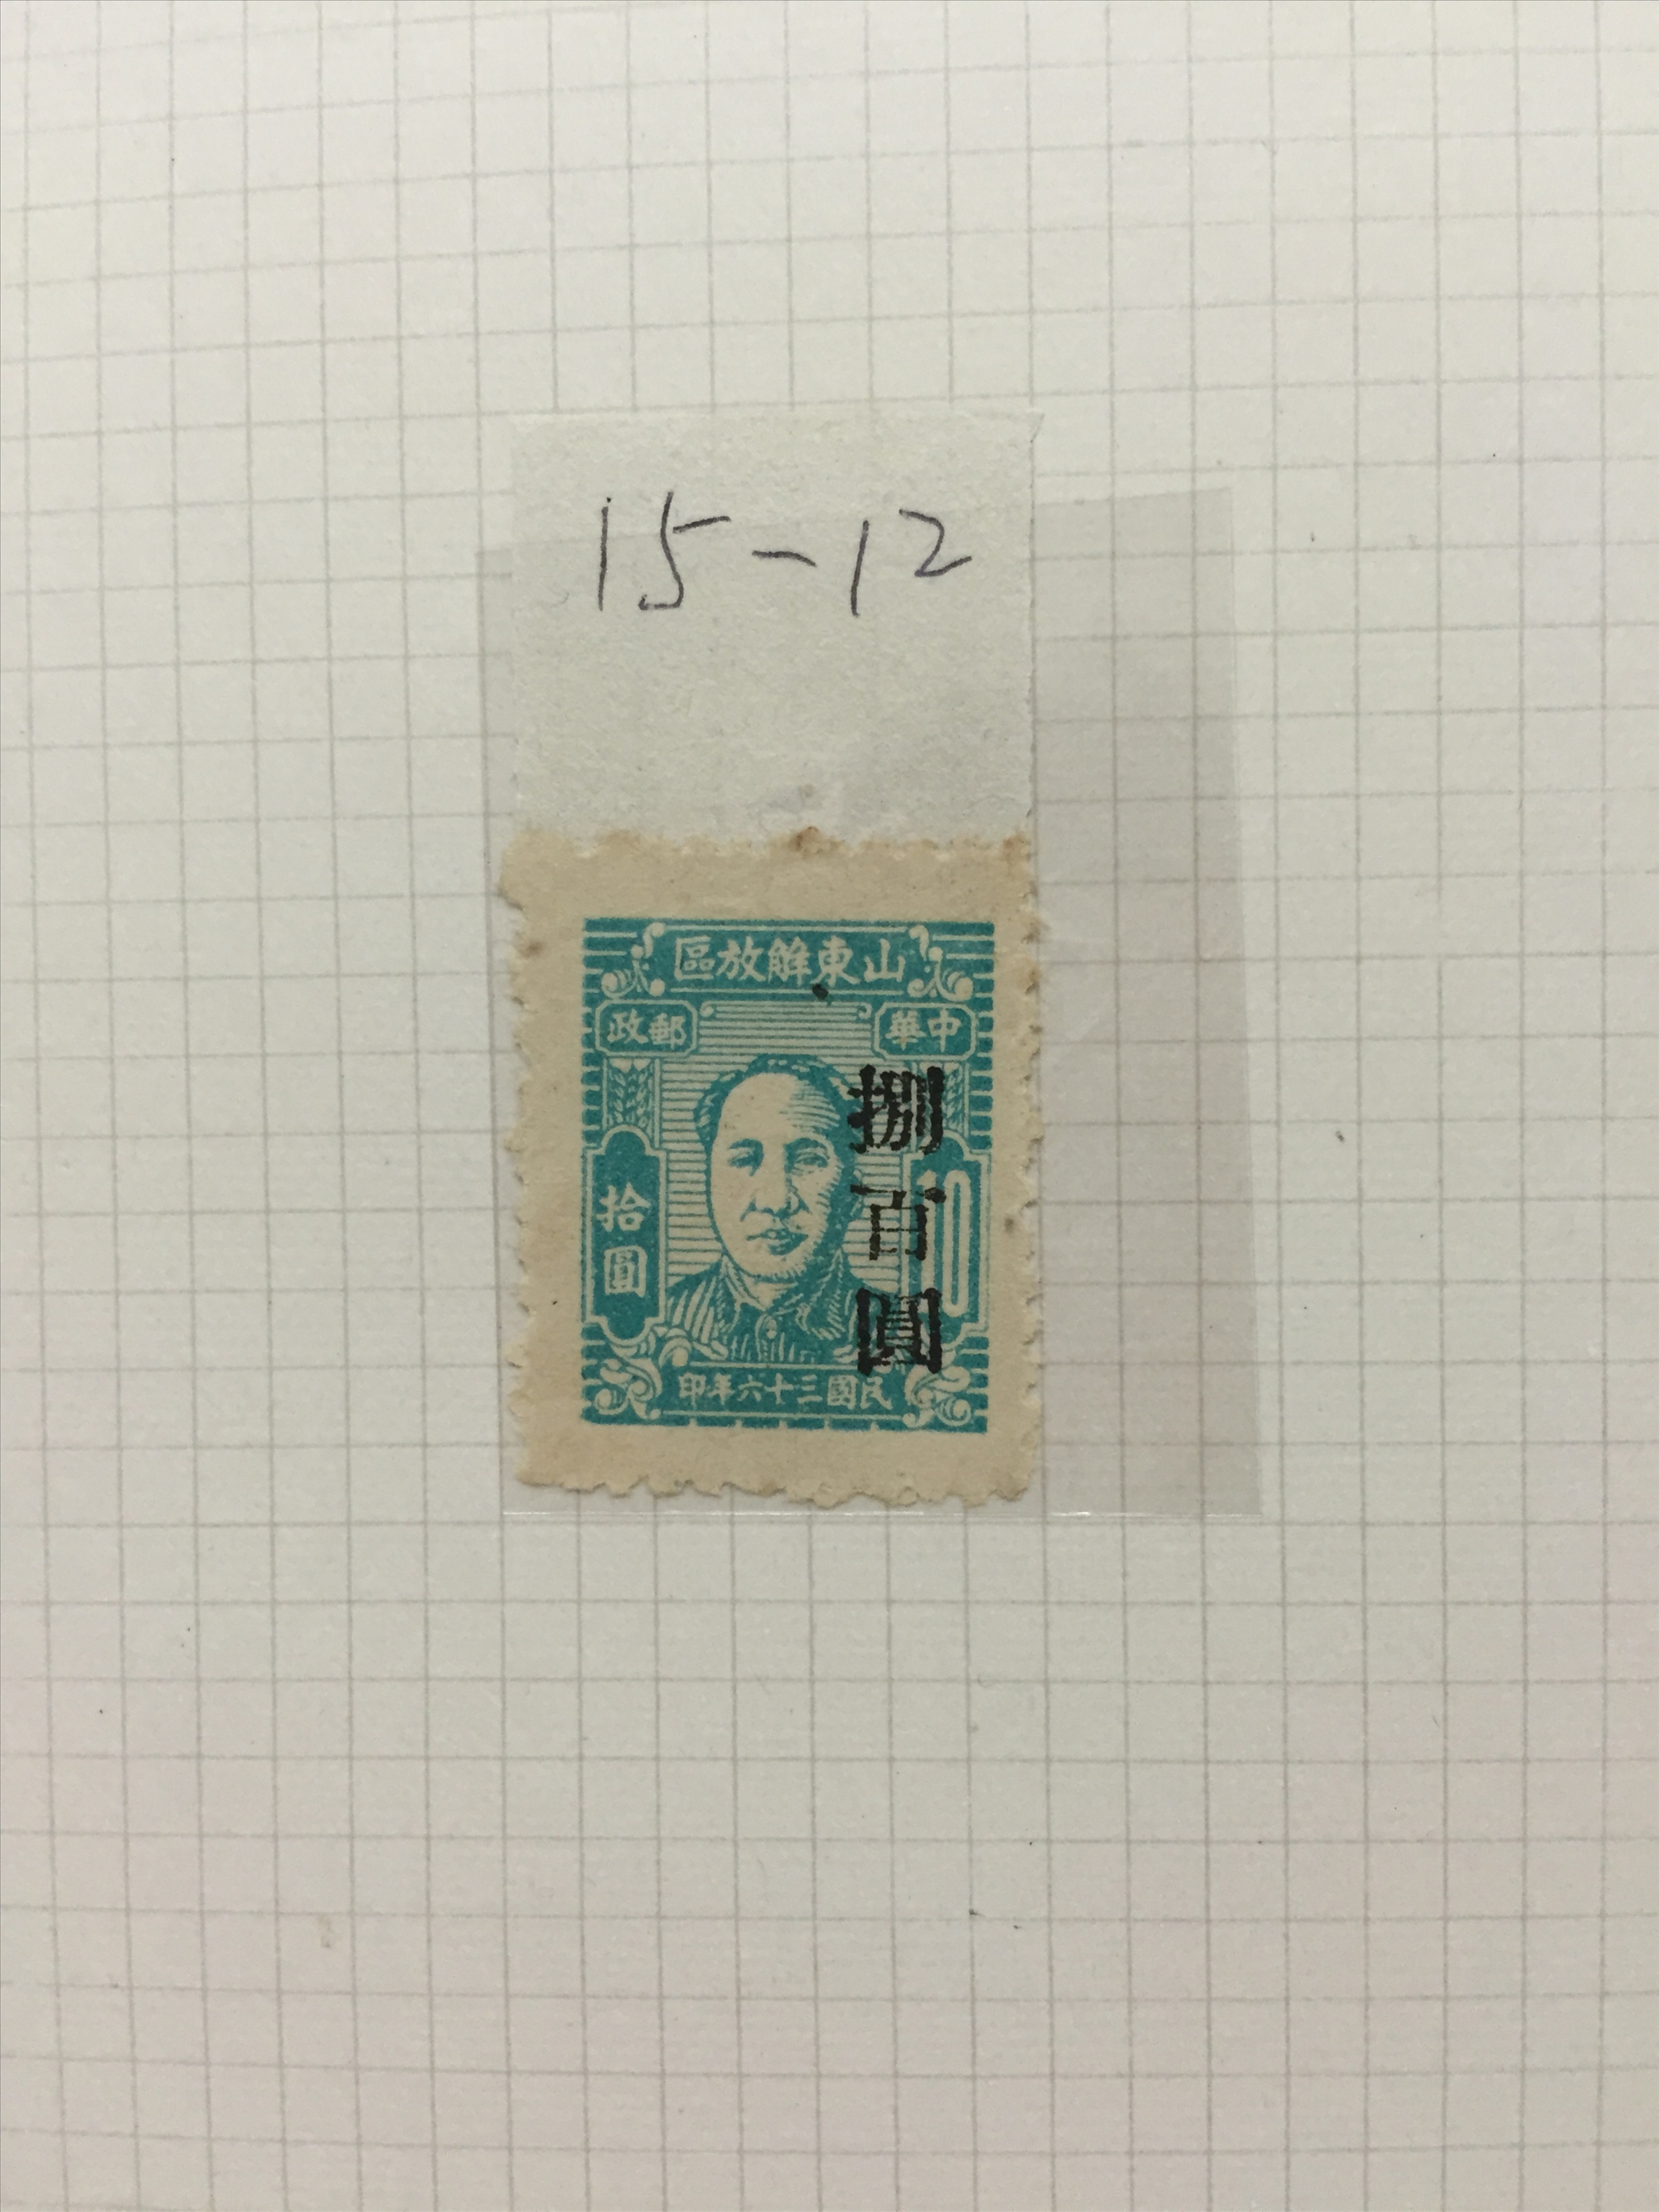 15-12
山東解放區
中華
郵政
捌百圓
拾圓
10
民國三十六年印